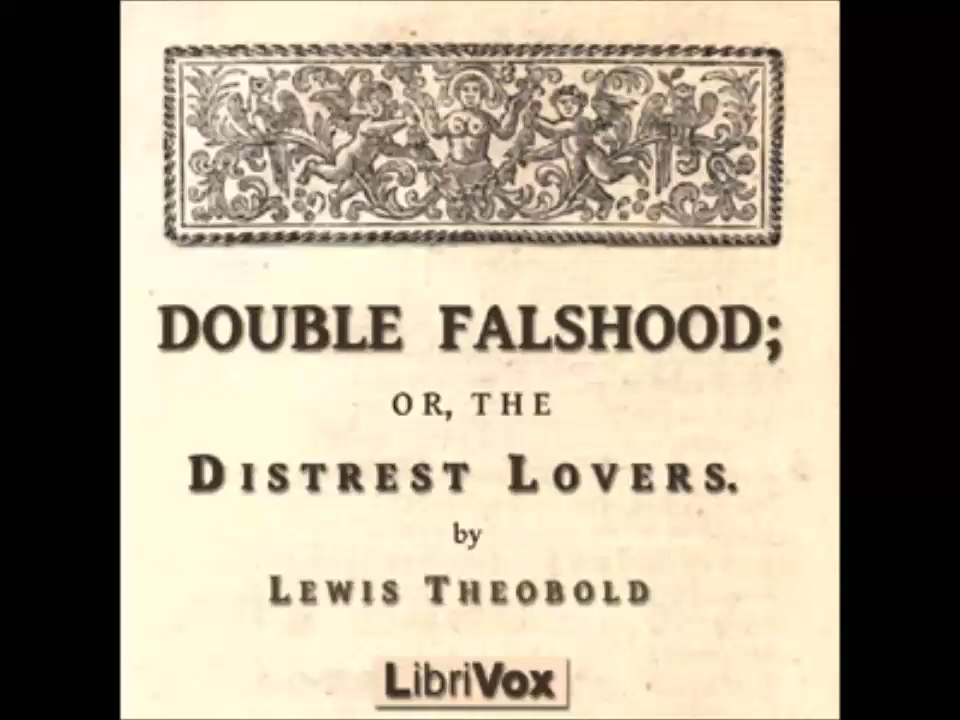 DOUBLE FALSHOOD;
OR, THE
DISTREST LOVERS.
by
LEWIS THEOBOLD
LibriVox